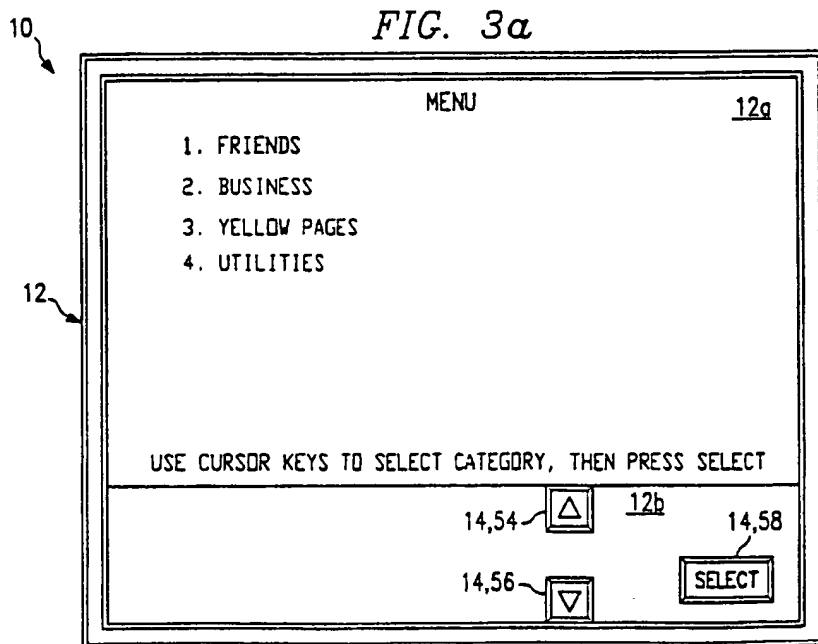 FIG. 3a
10
MENU
12a
1. FRIENDS
2. BUSINESS
3. YELLOW PAGES
4. UTILITIES
12
USE CURSOR KEYS TO SELECT CATEGORY, THEN PRESS SELECT
14,54
12b
14,58
14,56
SELECT